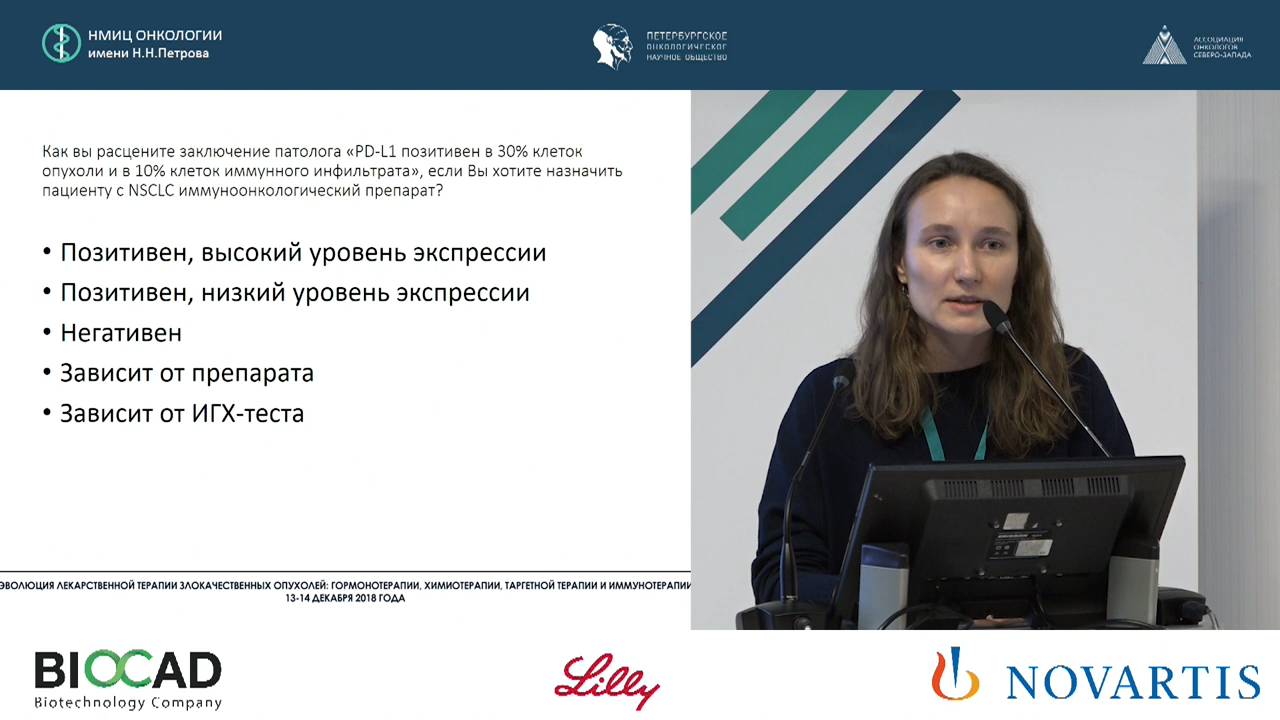 НМИЦ ОНКОЛОГИИ
имени Н.Н.Петрова
ПЕТЕРБУРГСКОЕ
ОНКОЛОГИЧЕСКОЕ
НАУЧНОЕ ОБЩЕСТВО
АССОЦИАЦИЯ
ОНКОЛОГОВ
СЕВЕРО-ЗАПАДА
Как вы расцените заключение патолога «PD-L1 позитивен в 30% клеток
опухоли и в 10% клеток иммунного инфильтрата», если Вы хотите назначить
пациенту с NSCLC иммуноонкологический препарат?
• Позитивен, высокий уровень экспрессии
• Позитивен, низкий уровень экспрессии
• Негативен
• Зависит от препарата
• Зависит от ИГХ-теста
ЭВОЛЮЦИЯ ЛЕКАРСТВЕННОЙ ТЕРАПИИ ЗЛОКАЧЕСТВЕННЫХ ОПУХОЛЕЙ: ГОРМОНОТЕРАПИИ, ХИМИОТЕРАПИИ, ТАРГЕТНОЙ ТЕРАПИИ И ИММУНОТЕРАПИИ
13-14 ДЕКАБРЯ 2018 ГОДА
BIOCAD
Biotechnology Company
Lilly
NOVARTIS